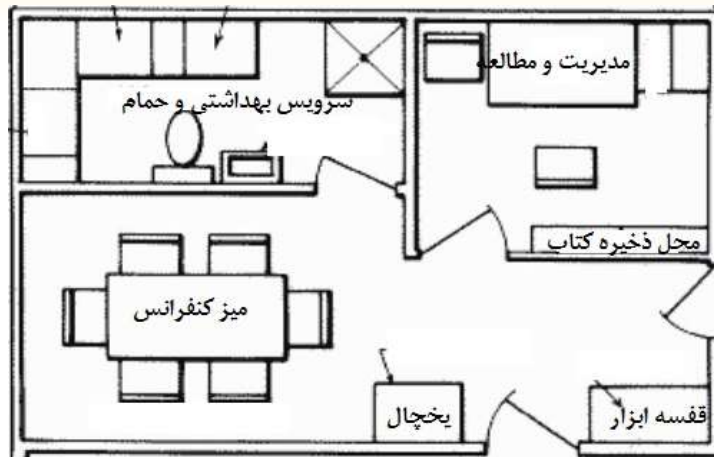 مدیریت و مطالعه
سرویس بهداشتی و حمام
محل ذخیره کتاب
میز کنفرانس
یخچال
قفسه ابزار